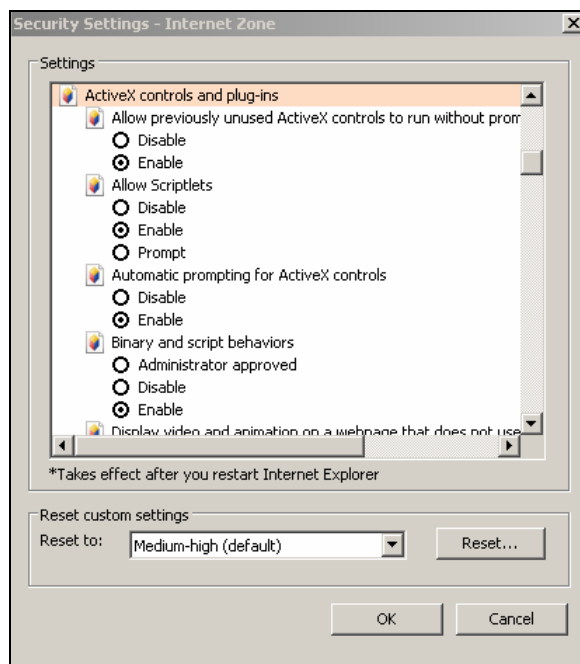 Security Settings - Internet Zone
Settings
ActiveX controls and plug-ins
Allow previously unused ActiveX controls to run without prom
Disable
Enable
Allow Scriptlets
Disable
Enable
Prompt
Automatic prompting for ActiveX controls
Disable
Enable
Binary and script behaviors
Administrator approved
Disable
Enable
Display video and animation on a webpage that does not use
*Takes effect after you restart Internet Explorer
Reset custom settings
Reset to: Medium-high (default) Reset...
OK Cancel